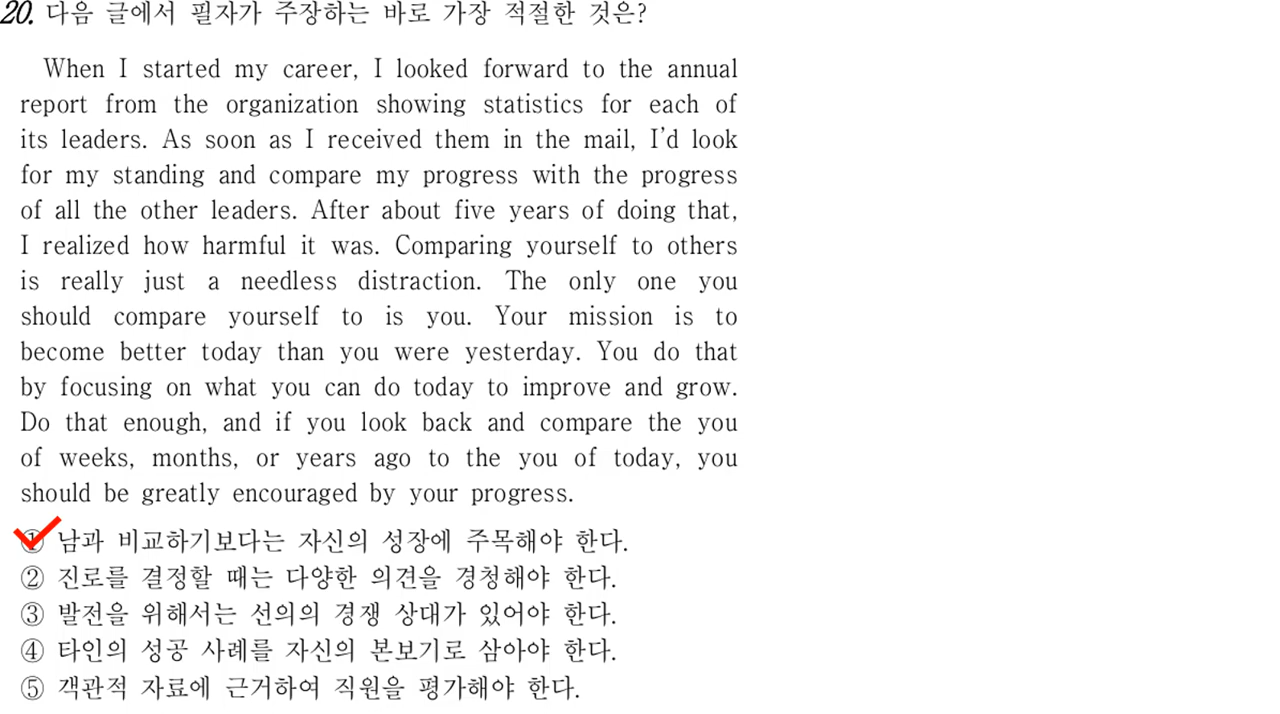 20. 다음 글에서 필자가 주장하는 바로 가장 적절한 것은?
When I started my career, I looked forward to the annual
report from the organization showing statistics for each of
its leaders. As soon as I received them in the mail, I’d look
for my standing and compare my progress with the progress
of all the other leaders. After about five years of doing that,
I realized how harmful it was. Comparing yourself to others
is really just a needless distraction. The only one you
should compare yourself to is you. Your mission is to
become better today than you were yesterday. You do that
by focusing on what you can do today to improve and grow.
Do that enough, and if you look back and compare the you
of weeks, months, or years ago to the you of today, you
should be greatly encouraged by your progress.
① 남과 비교하기보다는 자신의 성장에 주목해야 한다.
② 진로를 결정할 때는 다양한 의견을 경청해야 한다.
③ 발전을 위해서는 선의의 경쟁 상대가 있어야 한다.
④ 타인의 성공 사례를 자신의 본보기로 삼아야 한다.
⑤ 객관적 자료에 근거하여 직원을 평가해야 한다.